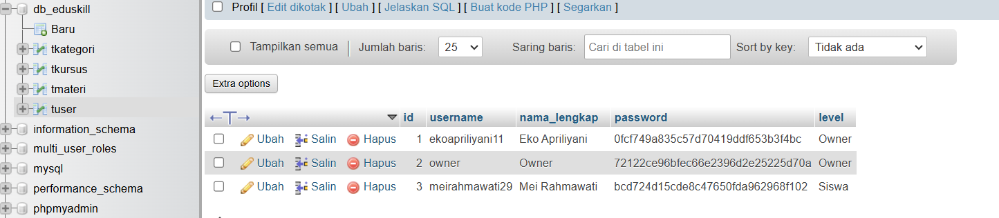 db_eduskill
Baru
tkategori
tkursus
tmateri
tuser
information_schema
multi_user_roles
mysql
performance_schema
phpmyadmin
Profil [ Edit dikotak ] [ Ubah ] [ Jelaskan SQL ] [ Buat kode PHP ] [ Segarkan ]
Tampilkan semua Jumlah baris: 25 Saring baris: Cari di tabel ini Sort by key: Tidak ada
Extra options
id username nama_lengkap password level
Ubah Salin Hapus 1 ekoapriliyani11 Eko Apriliyani 0fcf749a835c57d70419ddf653b3f4bc Owner
Ubah Salin Hapus 2 owner Owner 72122ce96bfec66e2396d2e25225d70a Owner
Ubah Salin Hapus 3 meirahmawati29 Mei Rahmawati bcd724d15cde8c47650fda962968f102 Siswa